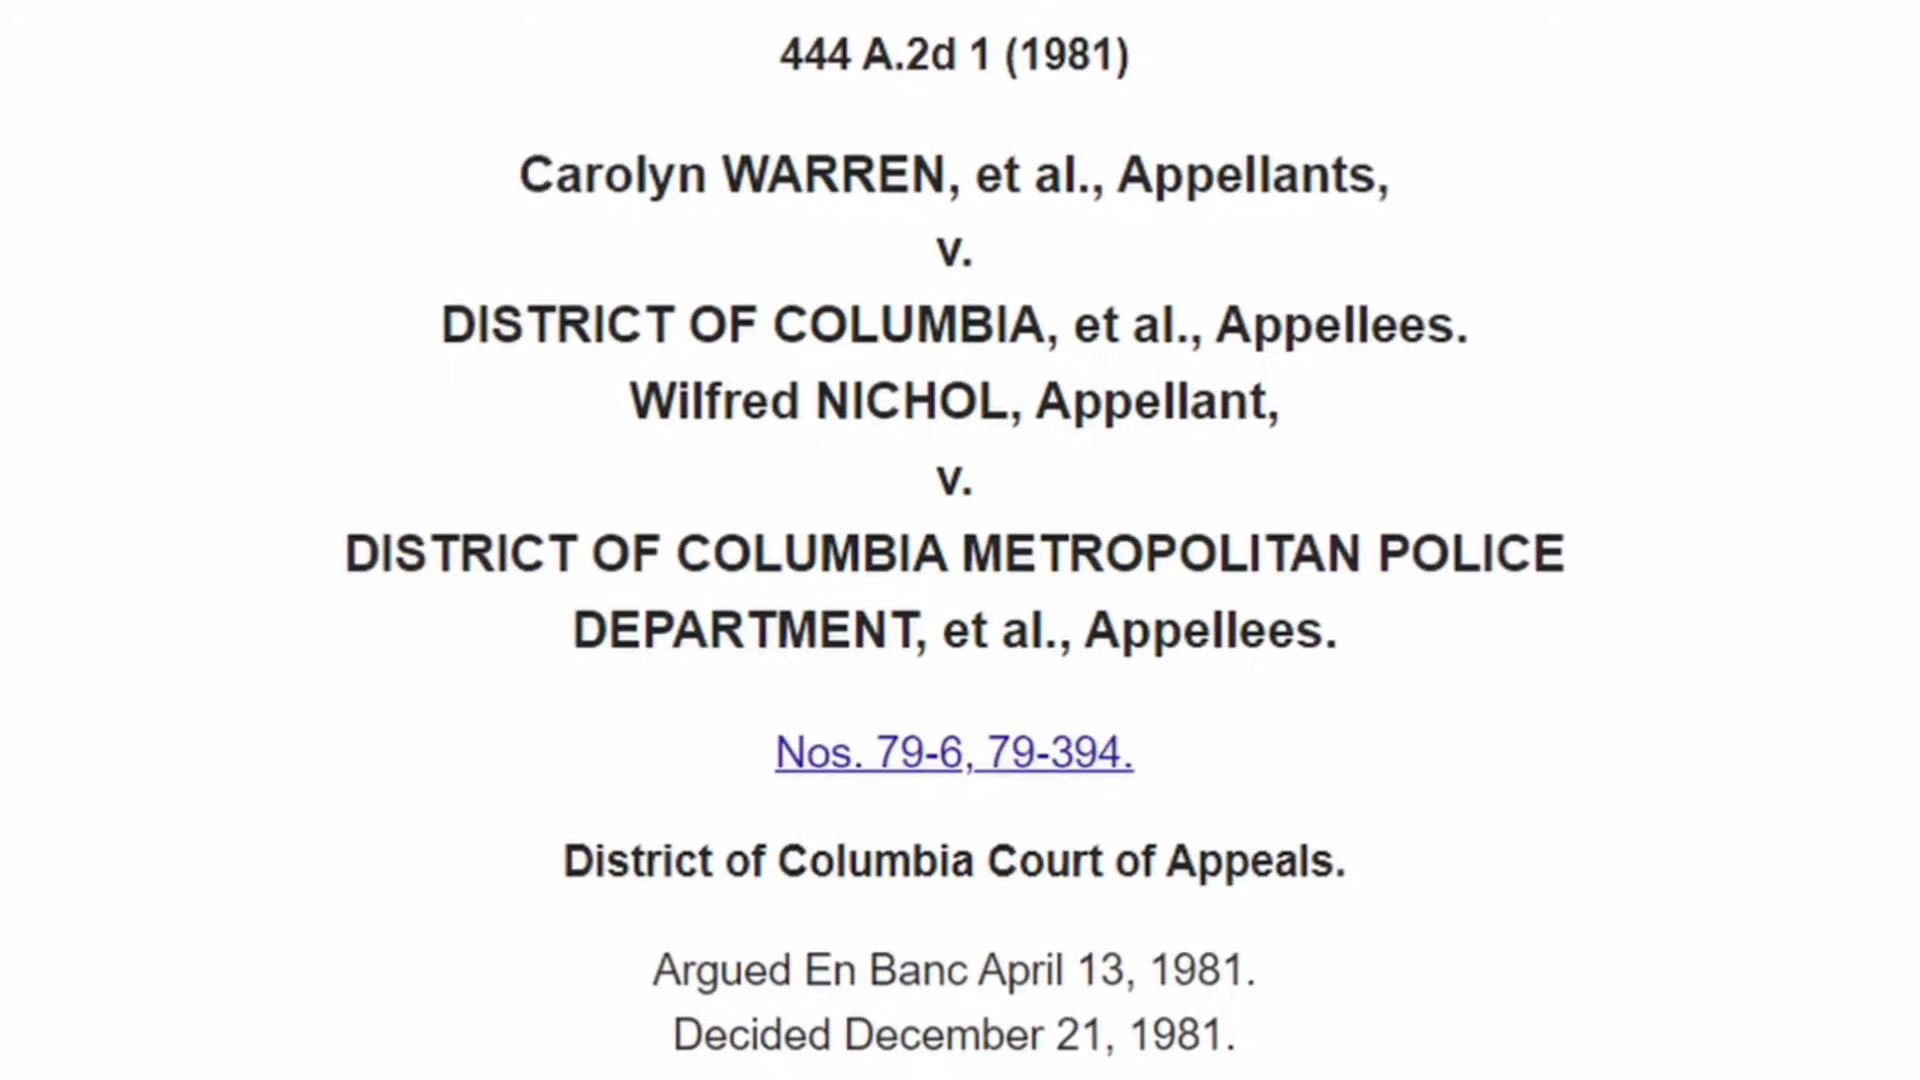 444 A.2d 1 (1981)
Carolyn WARREN, et al., Appellants,
v.
DISTRICT OF COLUMBIA, et al., Appellees.
Wilfred NICHOL, Appellant,
v.
DISTRICT OF COLUMBIA METROPOLITAN POLICE
DEPARTMENT, et al., Appellees.
Nos. 79-6, 79-394.
District of Columbia Court of Appeals.
Argued En Banc April 13, 1981.
Decided December 21, 1981.